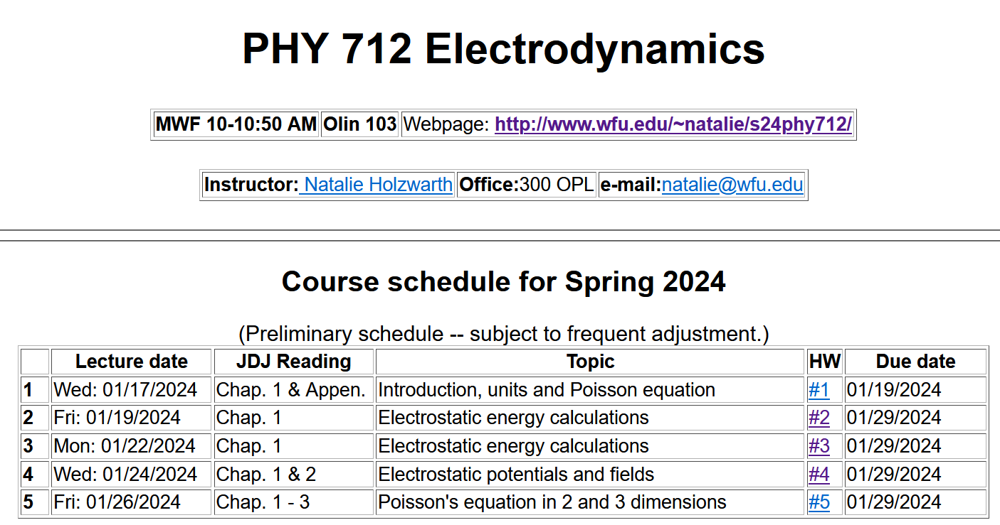 PHY 712 Electrodynamics
MWF 10-10:50 AM Olin 103 Webpage: http://www.wfu.edu/~natalie/s24phy712/
Instructor: Natalie Holzwarth Office:300 OPL e-mail:natalie@wfu.edu
Course schedule for Spring 2024
(Preliminary schedule -- subject to frequent adjustment.)
Lecture date JDJ Reading Topic HW Due date
1 Wed: 01/17/2024 Chap. 1 & Appen. Introduction, units and Poisson equation #1 01/19/2024
2 Fri: 01/19/2024 Chap. 1 Electrostatic energy calculations #2 01/29/2024
3 Mon: 01/22/2024 Chap. 1 Electrostatic energy calculations #3 01/29/2024
4 Wed: 01/24/2024 Chap. 1 & 2 Electrostatic potentials and fields #4 01/29/2024
5 Fri: 01/26/2024 Chap. 1 - 3 Poisson's equation in 2 and 3 dimensions #5 01/29/2024